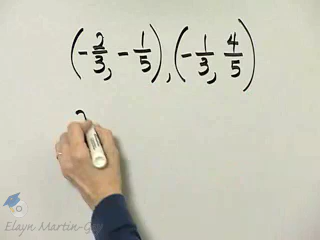 (-2/3, -1/5), (-1/3, 4/5)
Elayn Martin-Gay